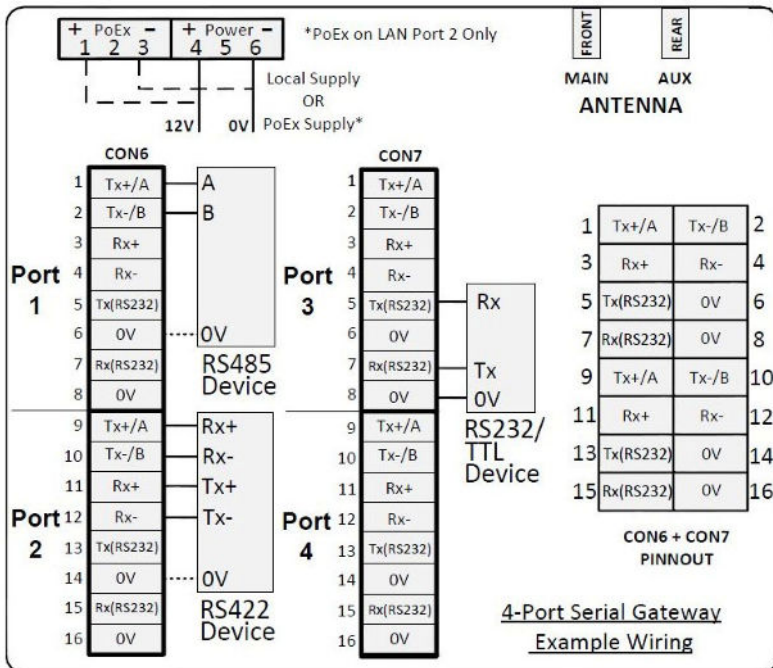 + PoEx − + Power −
1 2 3 4 5 6
*PoEx on LAN Port 2 Only
Local Supply
OR
PoEx Supply*
12V 0V
FRONT REAR
MAIN AUX
ANTENNA
CON6
Port 1
1 Tx+/A A
2 Tx-/B B
3 Rx+
4 Rx-
5 Tx(RS232)
6 0V 0V
7 Rx(RS232)
8 0V
RS485
Device
Port 2
9 Tx+/A Rx+
10 Tx-/B Rx-
11 Rx+ Tx+
12 Rx- Tx-
13 Tx(RS232)
14 0V 0V
15 Rx(RS232)
16 0V
RS422
Device
CON7
Port 3
1 Tx+/A
2 Tx-/B
3 Rx+
4 Rx-
5 Tx(RS232) Rx
6 0V
7 Rx(RS232) Tx
8 0V 0V
RS232/
TTL
Device
Port 4
9 Tx+/A
10 Tx-/B
11 Rx+
12 Rx-
13 Tx(RS232)
14 0V
15 Rx(RS232)
16 0V
1 Tx+/A Tx-/B 2
3 Rx+ Rx- 4
5 Tx(RS232) 0V 6
7 Rx(RS232) 0V 8
9 Tx+/A Tx-/B 10
11 Rx+ Rx- 12
13 Tx(RS232) 0V 14
15 Rx(RS232) 0V 16
CON6 + CON7
PINNOUT
4-Port Serial Gateway
Example Wiring